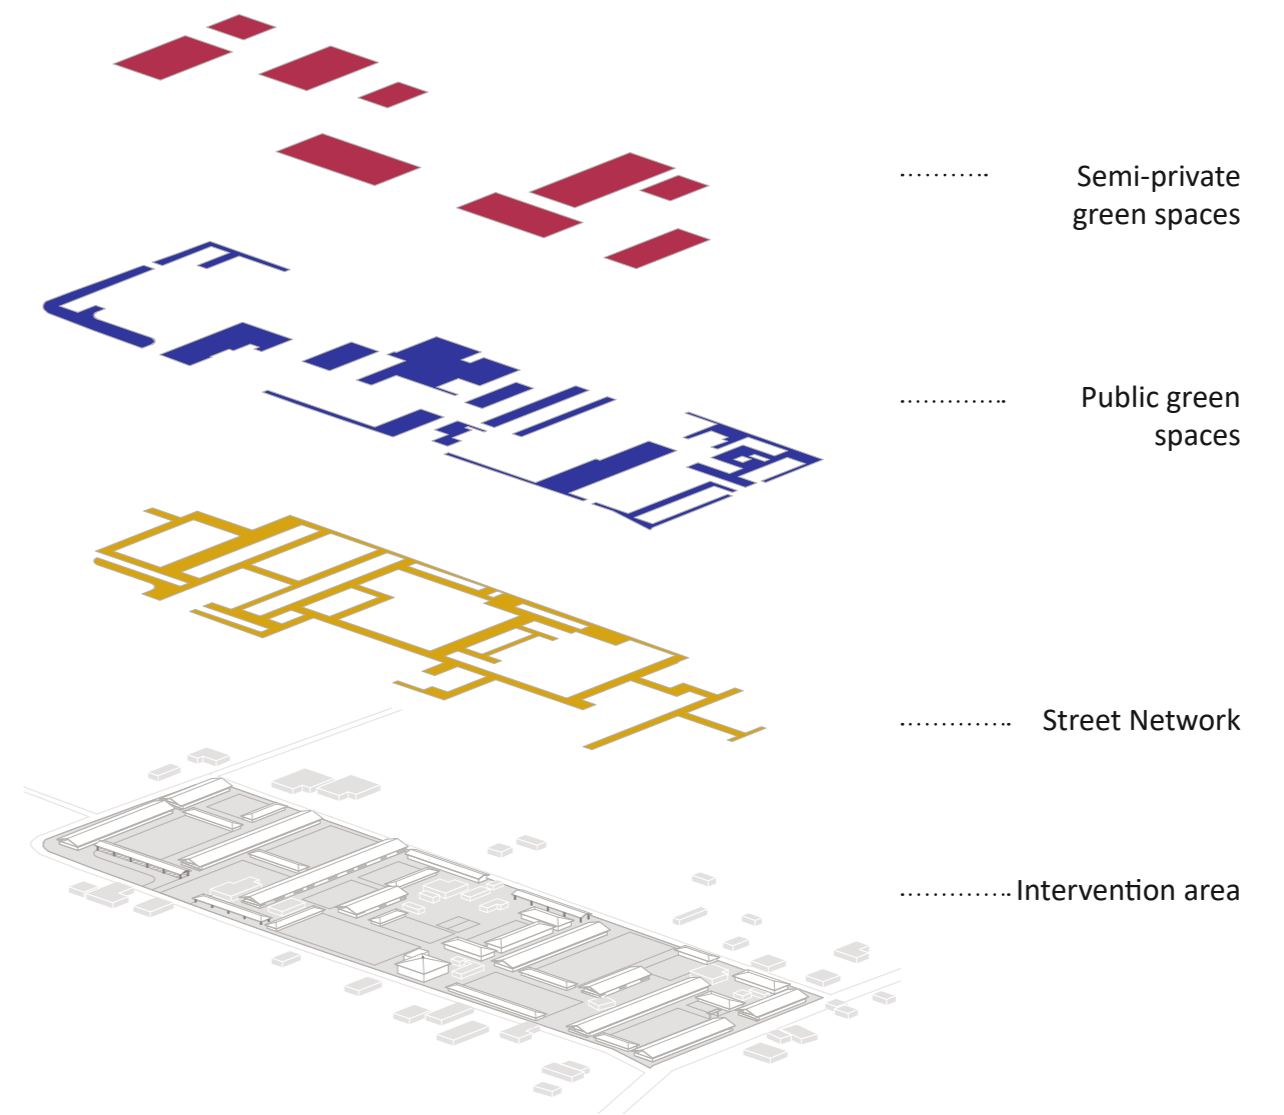 Semi-private
green spaces
Public green
spaces
Street Network
Intervention area